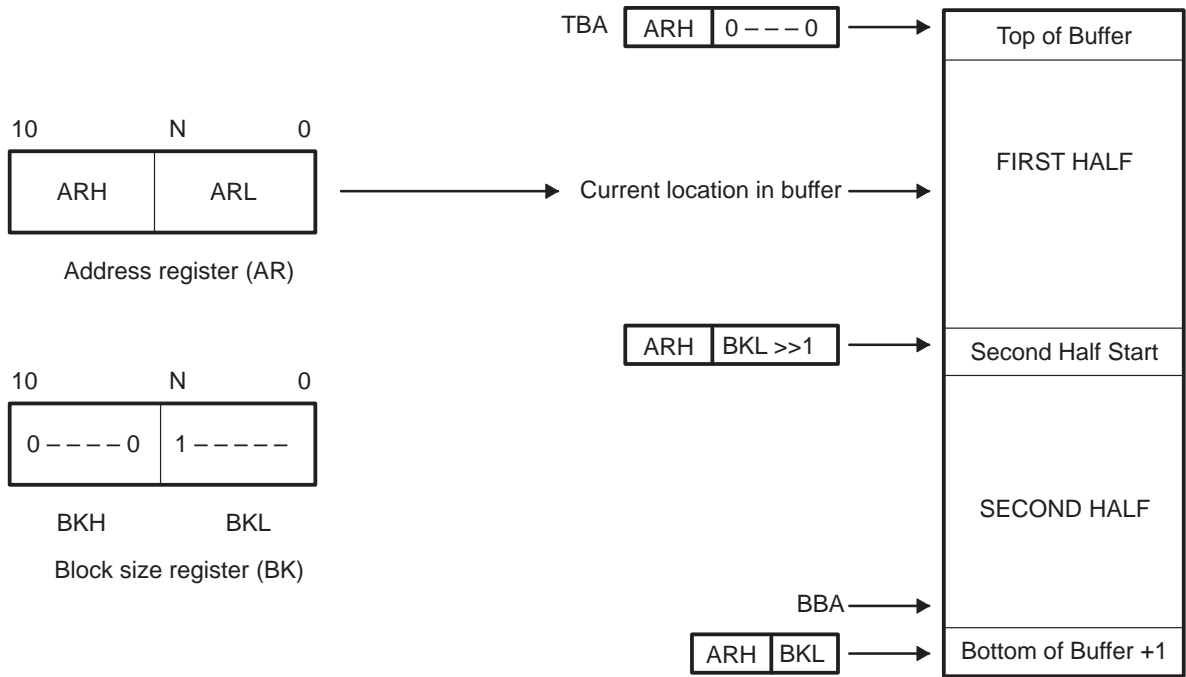 TBA ARH 0 – – – 0 Top of Buffer
10 N 0
ARH ARL
Address register (AR)
Current location in buffer
FIRST HALF
ARH BKL >>1 Second Half Start
10 N 0
0 – – – – 0 1 – – – – –
BKH BKL
Block size register (BK)
SECOND HALF
BBA
ARH BKL Bottom of Buffer +1